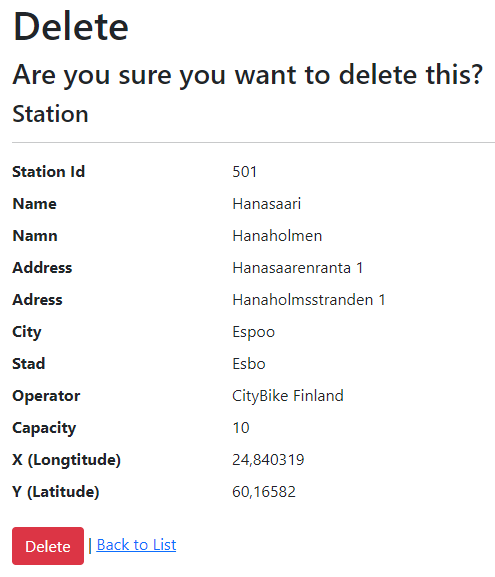 Delete
Are you sure you want to delete this?
Station
Station Id 501
Name Hanasaari
Namn Hanaholmen
Address Hanasaarenranta 1
Adress Hanaholmsstranden 1
City Espoo
Stad Esbo
Operator CityBike Finland
Capacity 10
X (Longtitude) 24,840319
Y (Latitude) 60,16582
Delete | Back to List